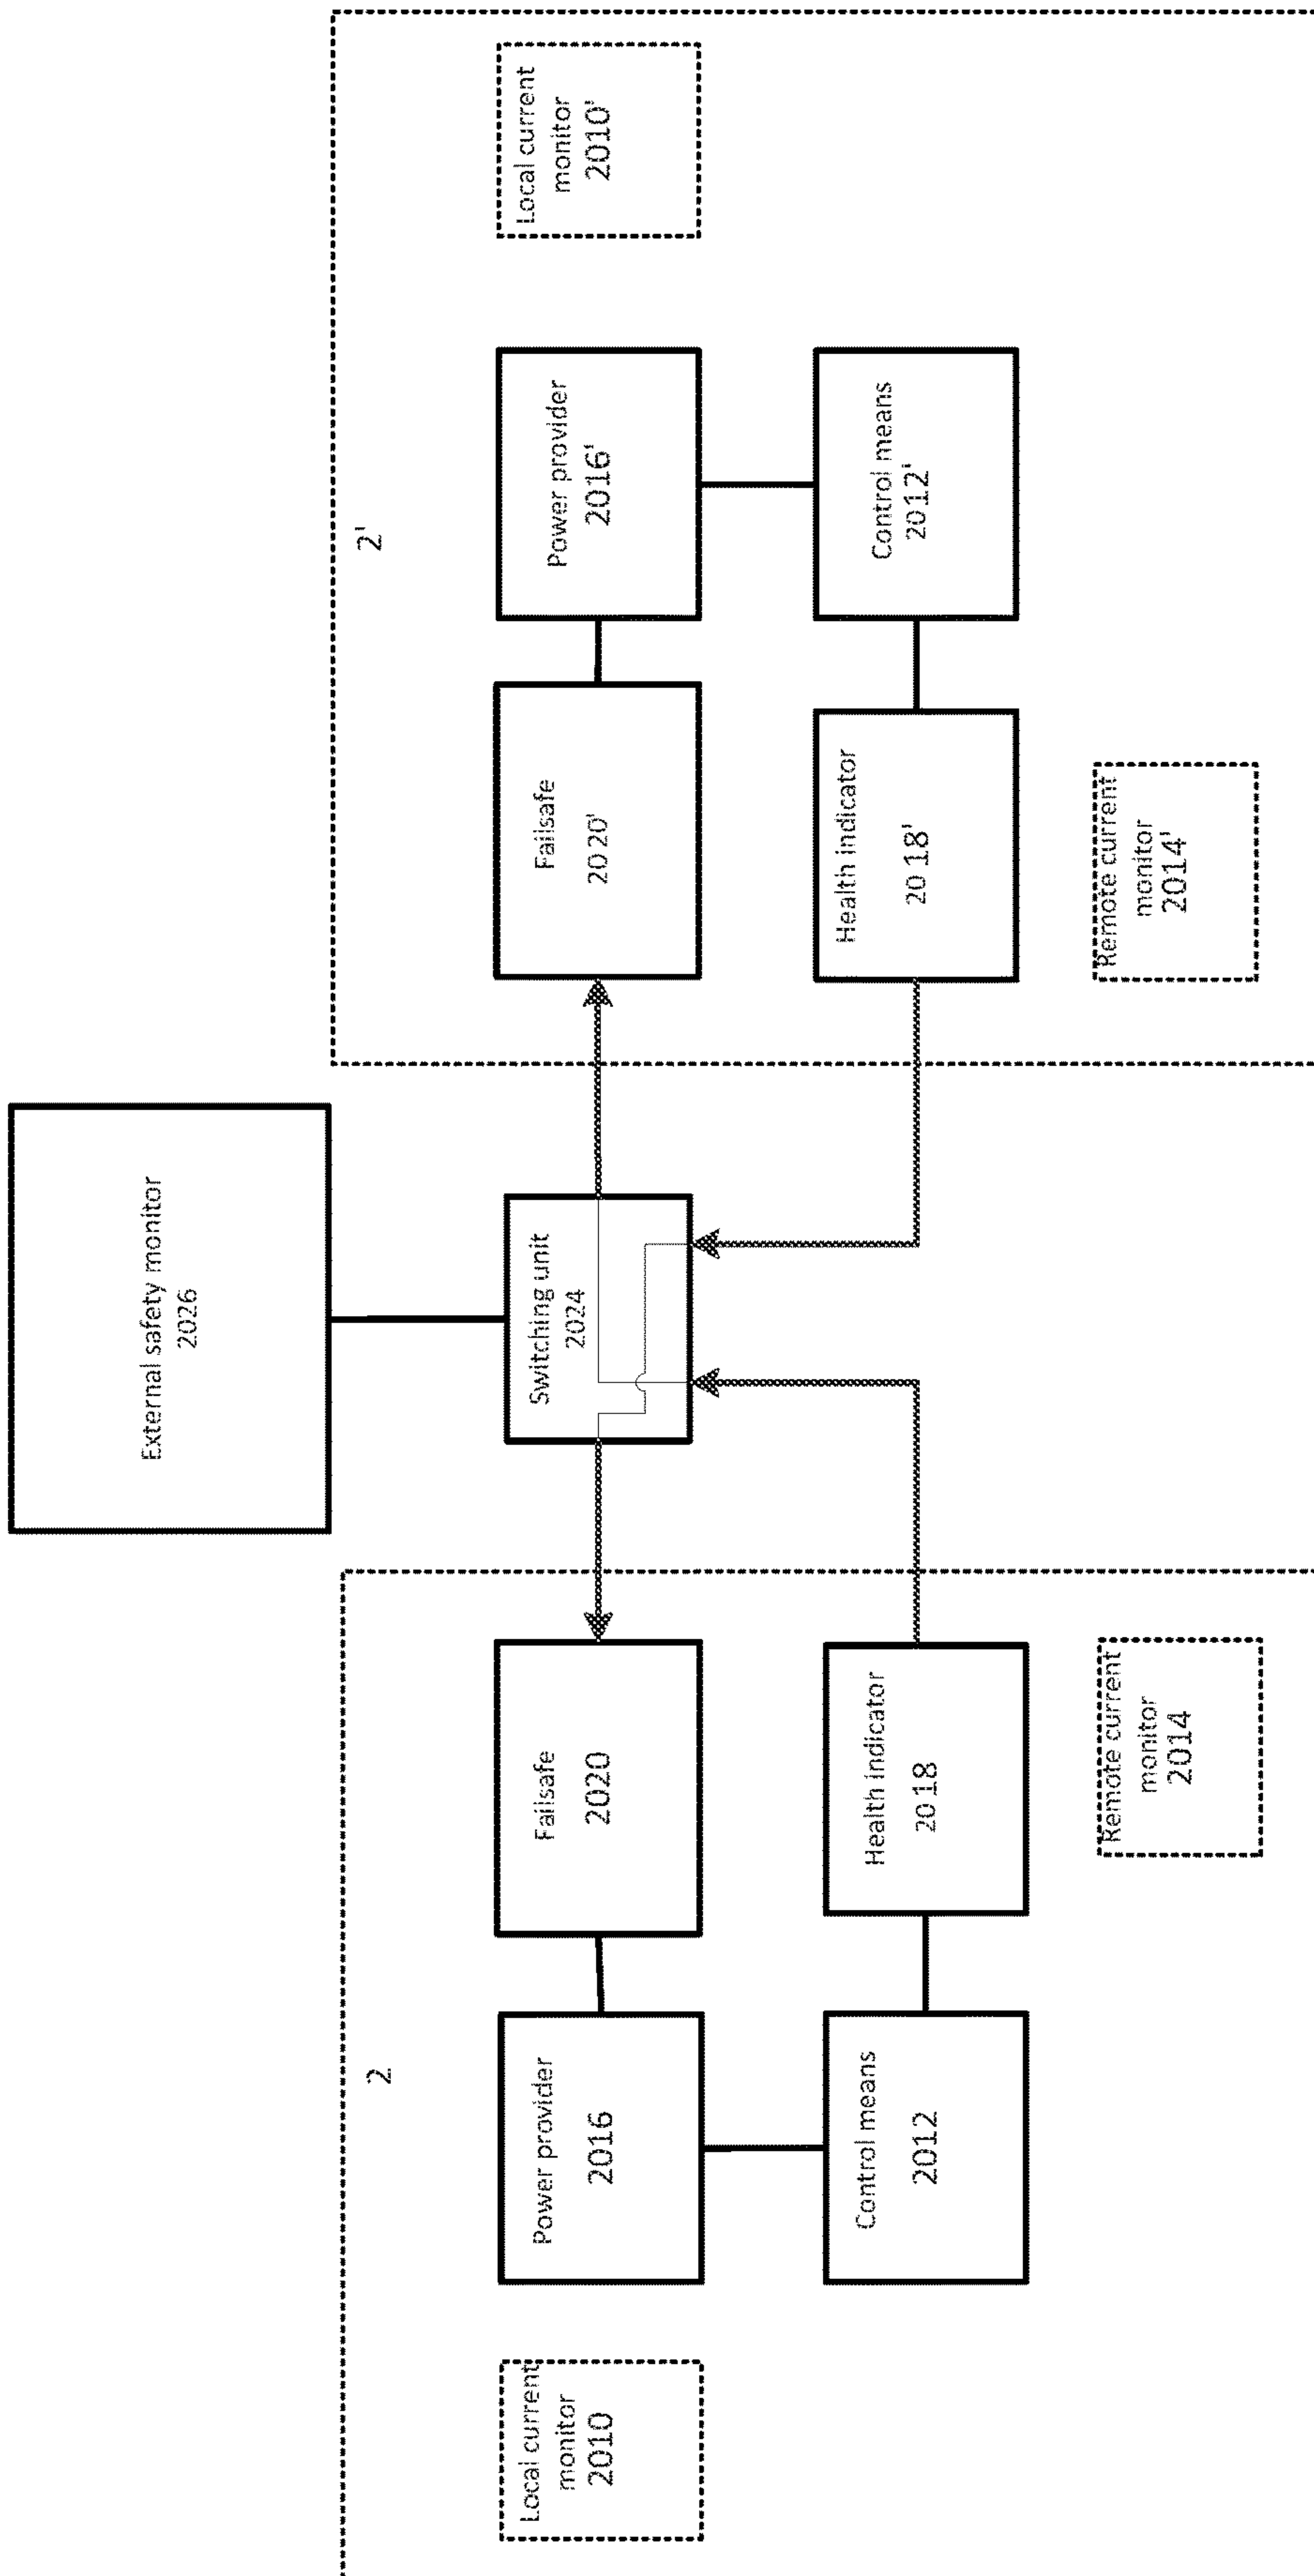 External safety monitor
2026
2
2'
Local current
monitor
2010
Power provider
2016
Failsafe
2020
Switching unit
2024
Failsafe
2020'
Power provider
2016'
Local current
monitor
2010'
Control means
2012
Health indicator
2018
Health indicator
2018'
Control means
2012'
Remote current
monitor
2014
Remote current
monitor
2014'